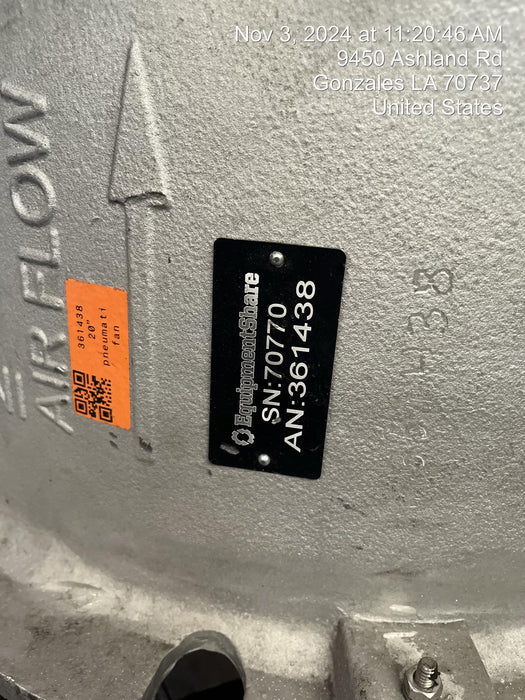 Nov 3, 2024 at 11:20:46 AM
9450 Ashland Rd
Gonzales LA 70737
United States
AIR FLOW
361438
20"
pneumati
fan
EquipmentShare
SN:70770
AN:361438